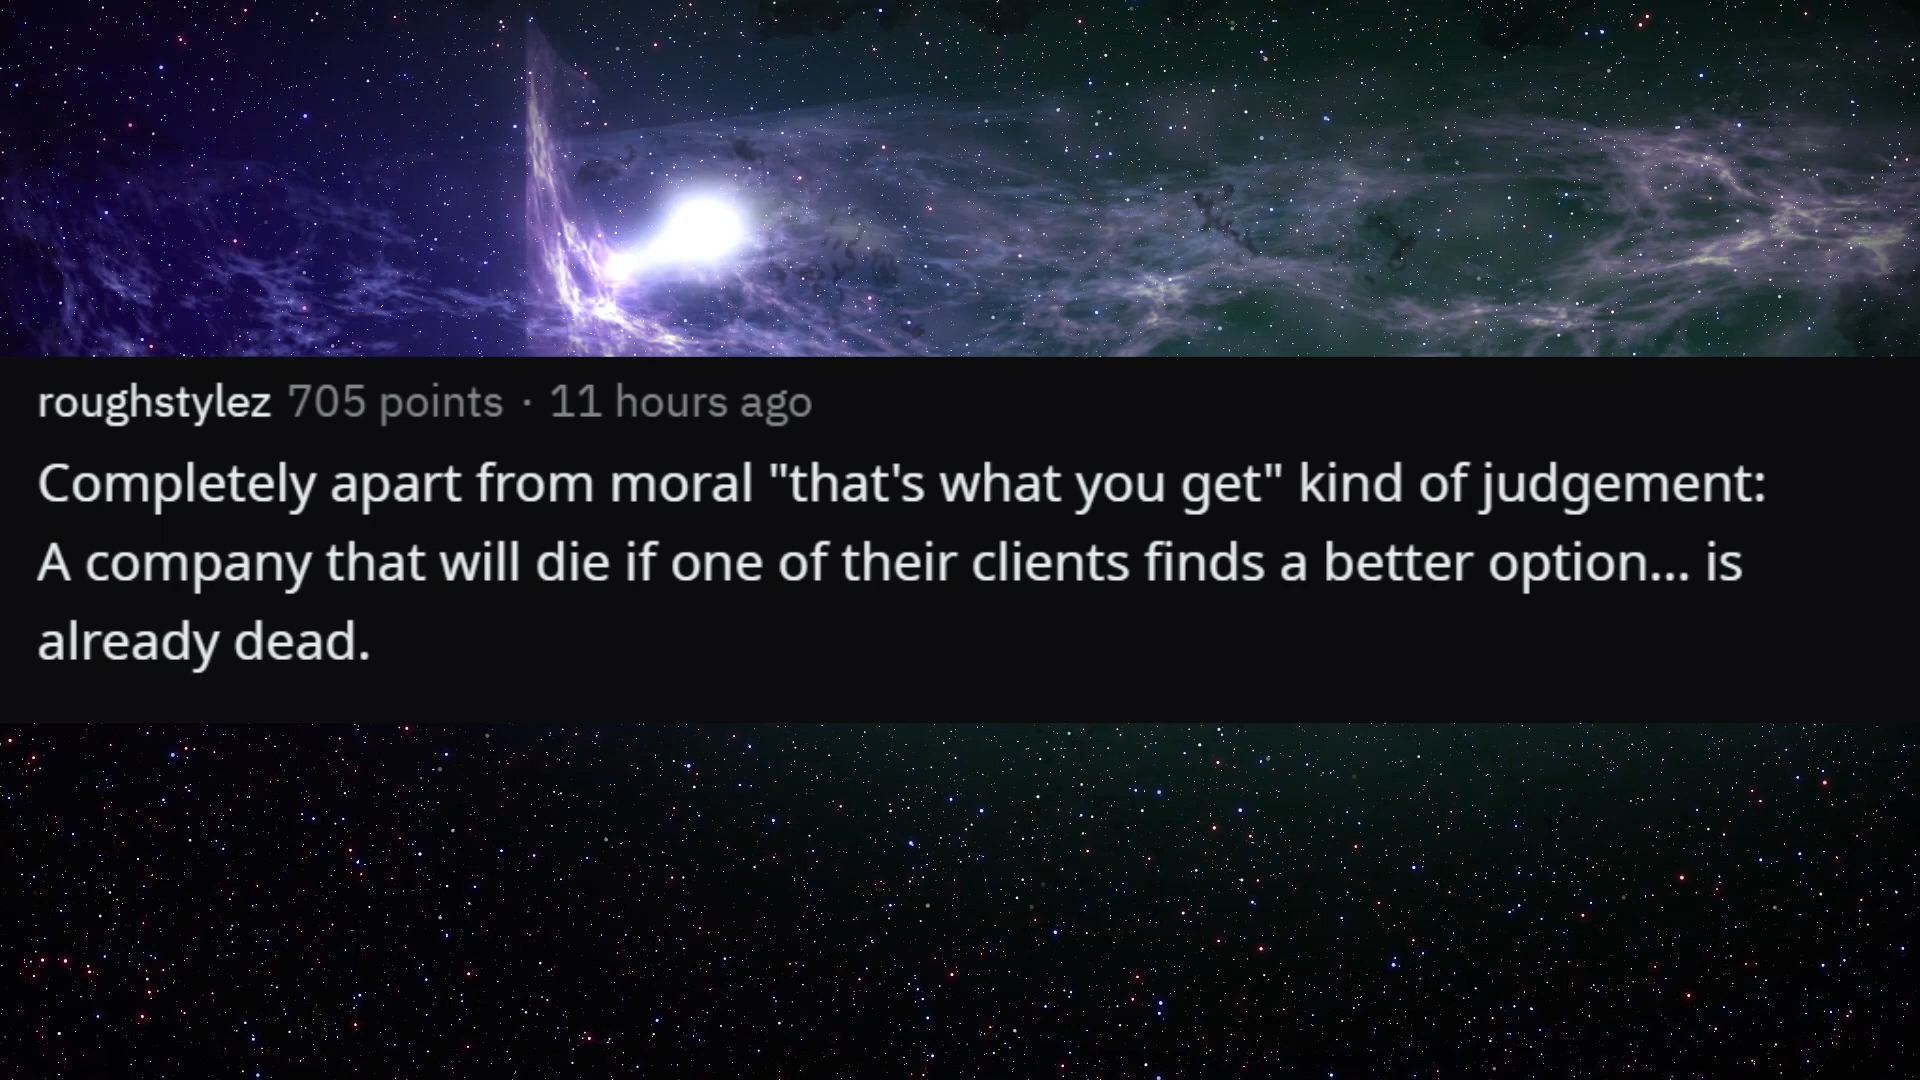 roughstylez 705 points · 11 hours ago
Completely apart from moral "that's what you get" kind of judgement:
A company that will die if one of their clients finds a better option... is
already dead.